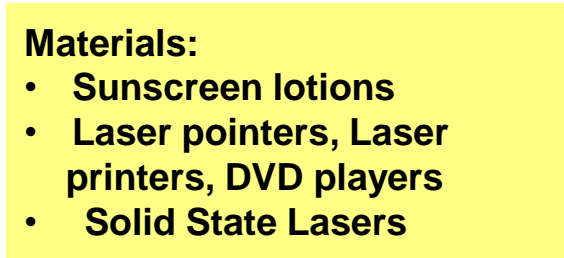 Materials:
• Sunscreen lotions
• Laser pointers, Laser
printers, DVD players
• Solid State Lasers